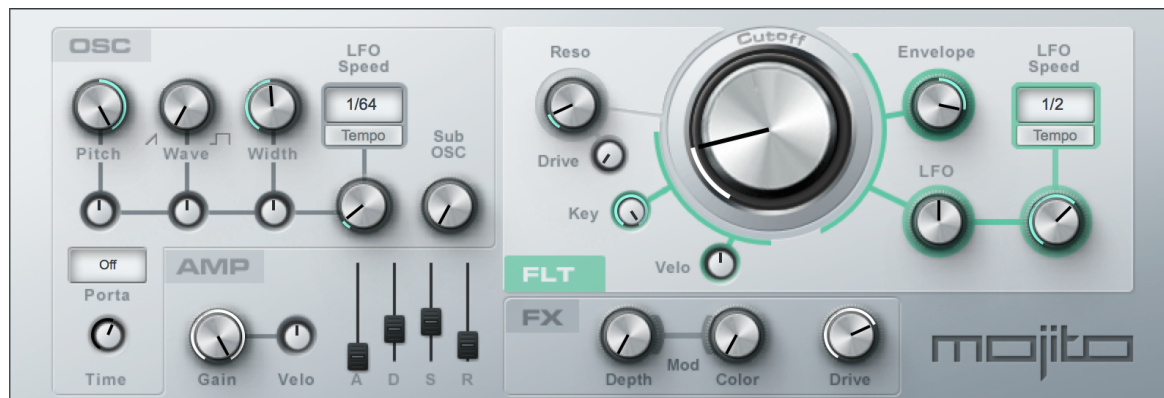 OSC
LFO
Speed
1/64
Tempo
Pitch
Wave
Width
Sub
OSC
Off
Porta
Time
AMP
Gain
Velo
A
D
S
R
Reso
Cutoff
Envelope
LFO
Speed
1/2
Tempo
Drive
Key
LFO
Velo
FLT
FX
Depth
Mod
Color
Drive
mojito